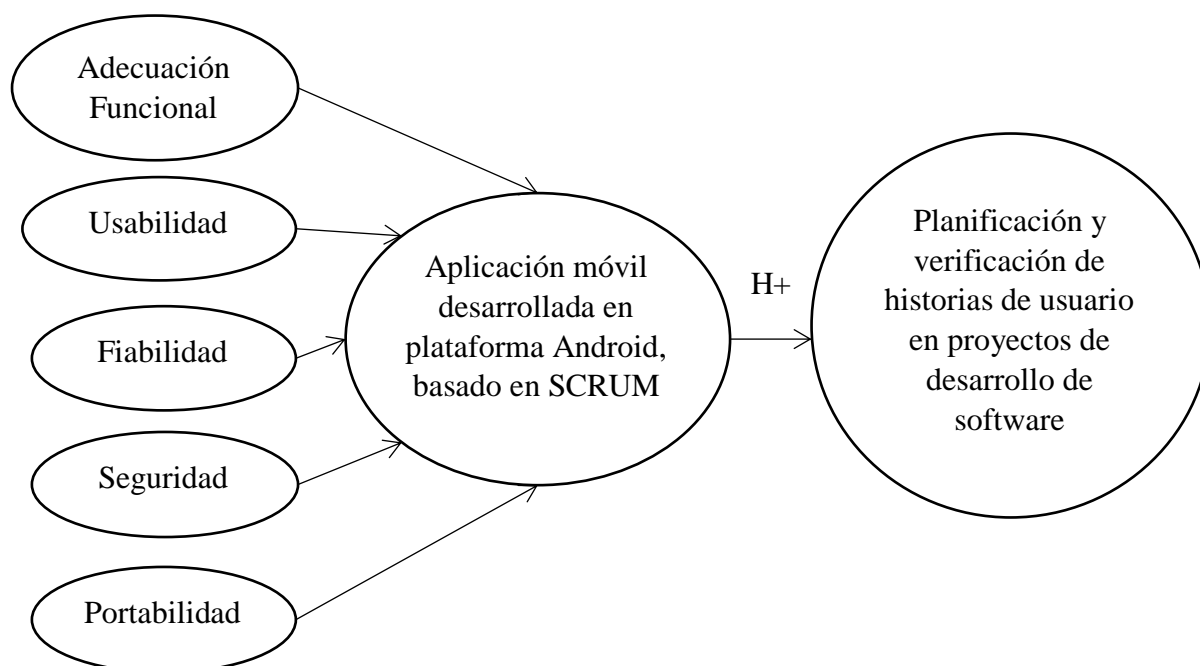 Adecuación
Funcional
Usabilidad
Fiabilidad
Seguridad
Portabilidad
Aplicación móvil
desarrollada en
plataforma Android,
basado en SCRUM
H+
Planificación y
verificación de
historias de usuario
en proyectos de
desarrollo de
software